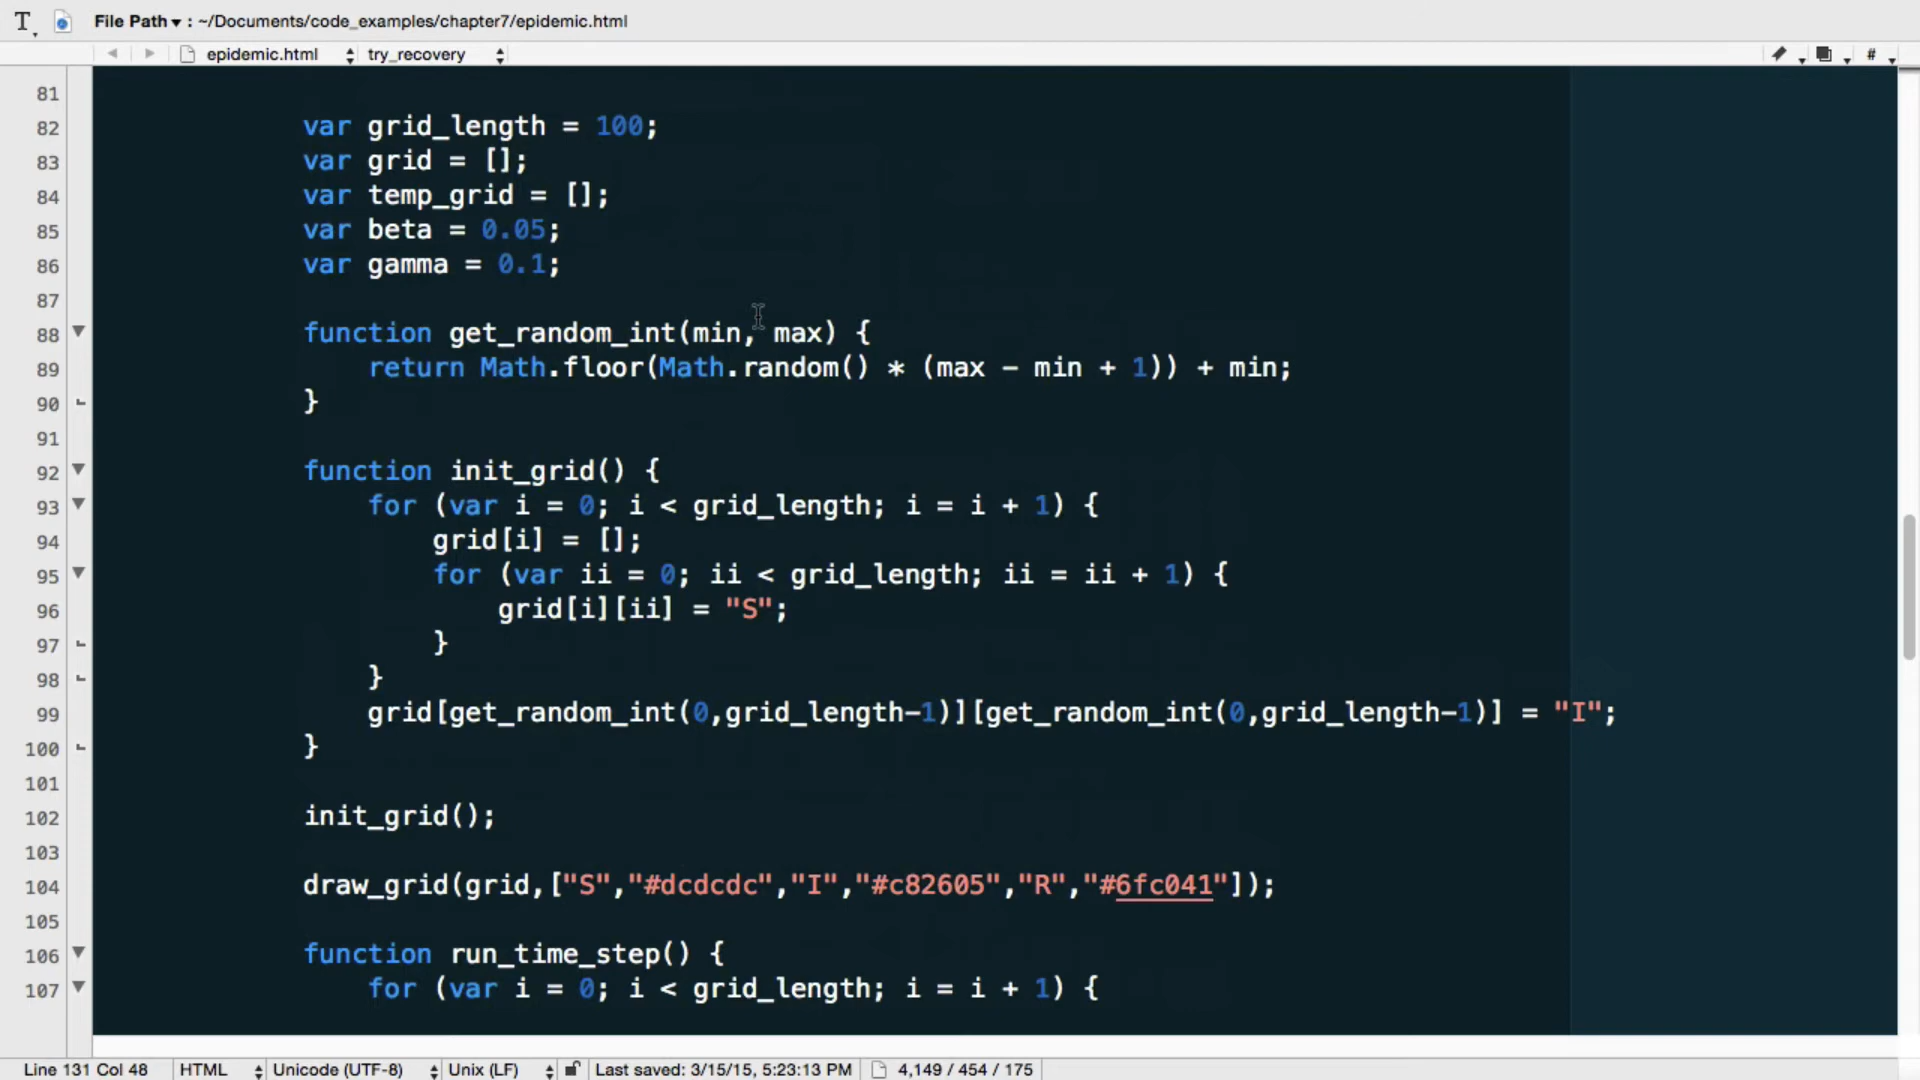 File Path ▾ : ~/Documents/code_examples/chapter7/epidemic.html
epidemic.html try_recovery #
81
82 var grid_length = 100;
83 var grid = [];
84 var temp_grid = [];
85 var beta = 0.05;
86 var gamma = 0.1;
87
88 function get_random_int(min, max) {
89 return Math.floor(Math.random() * (max - min + 1)) + min;
90 }
91
92 function init_grid() {
93 for (var i = 0; i < grid_length; i = i + 1) {
94 grid[i] = [];
95 for (var ii = 0; ii < grid_length; ii = ii + 1) {
96 grid[i][ii] = "S";
97 }
98 }
99 grid[get_random_int(0,grid_length-1)][get_random_int(0,grid_length-1)] = "I";
100 }
101
102 init_grid();
103
104 draw_grid(grid,["S","#dcdcdc","I","#c82605","R","#6fc041"]);
105
106 function run_time_step() {
107 for (var i = 0; i < grid_length; i = i + 1) {
Line 131 Col 48 HTML Unicode (UTF-8) Unix (LF) Last saved: 3/15/15, 5:23:13 PM 4,149 / 454 / 175